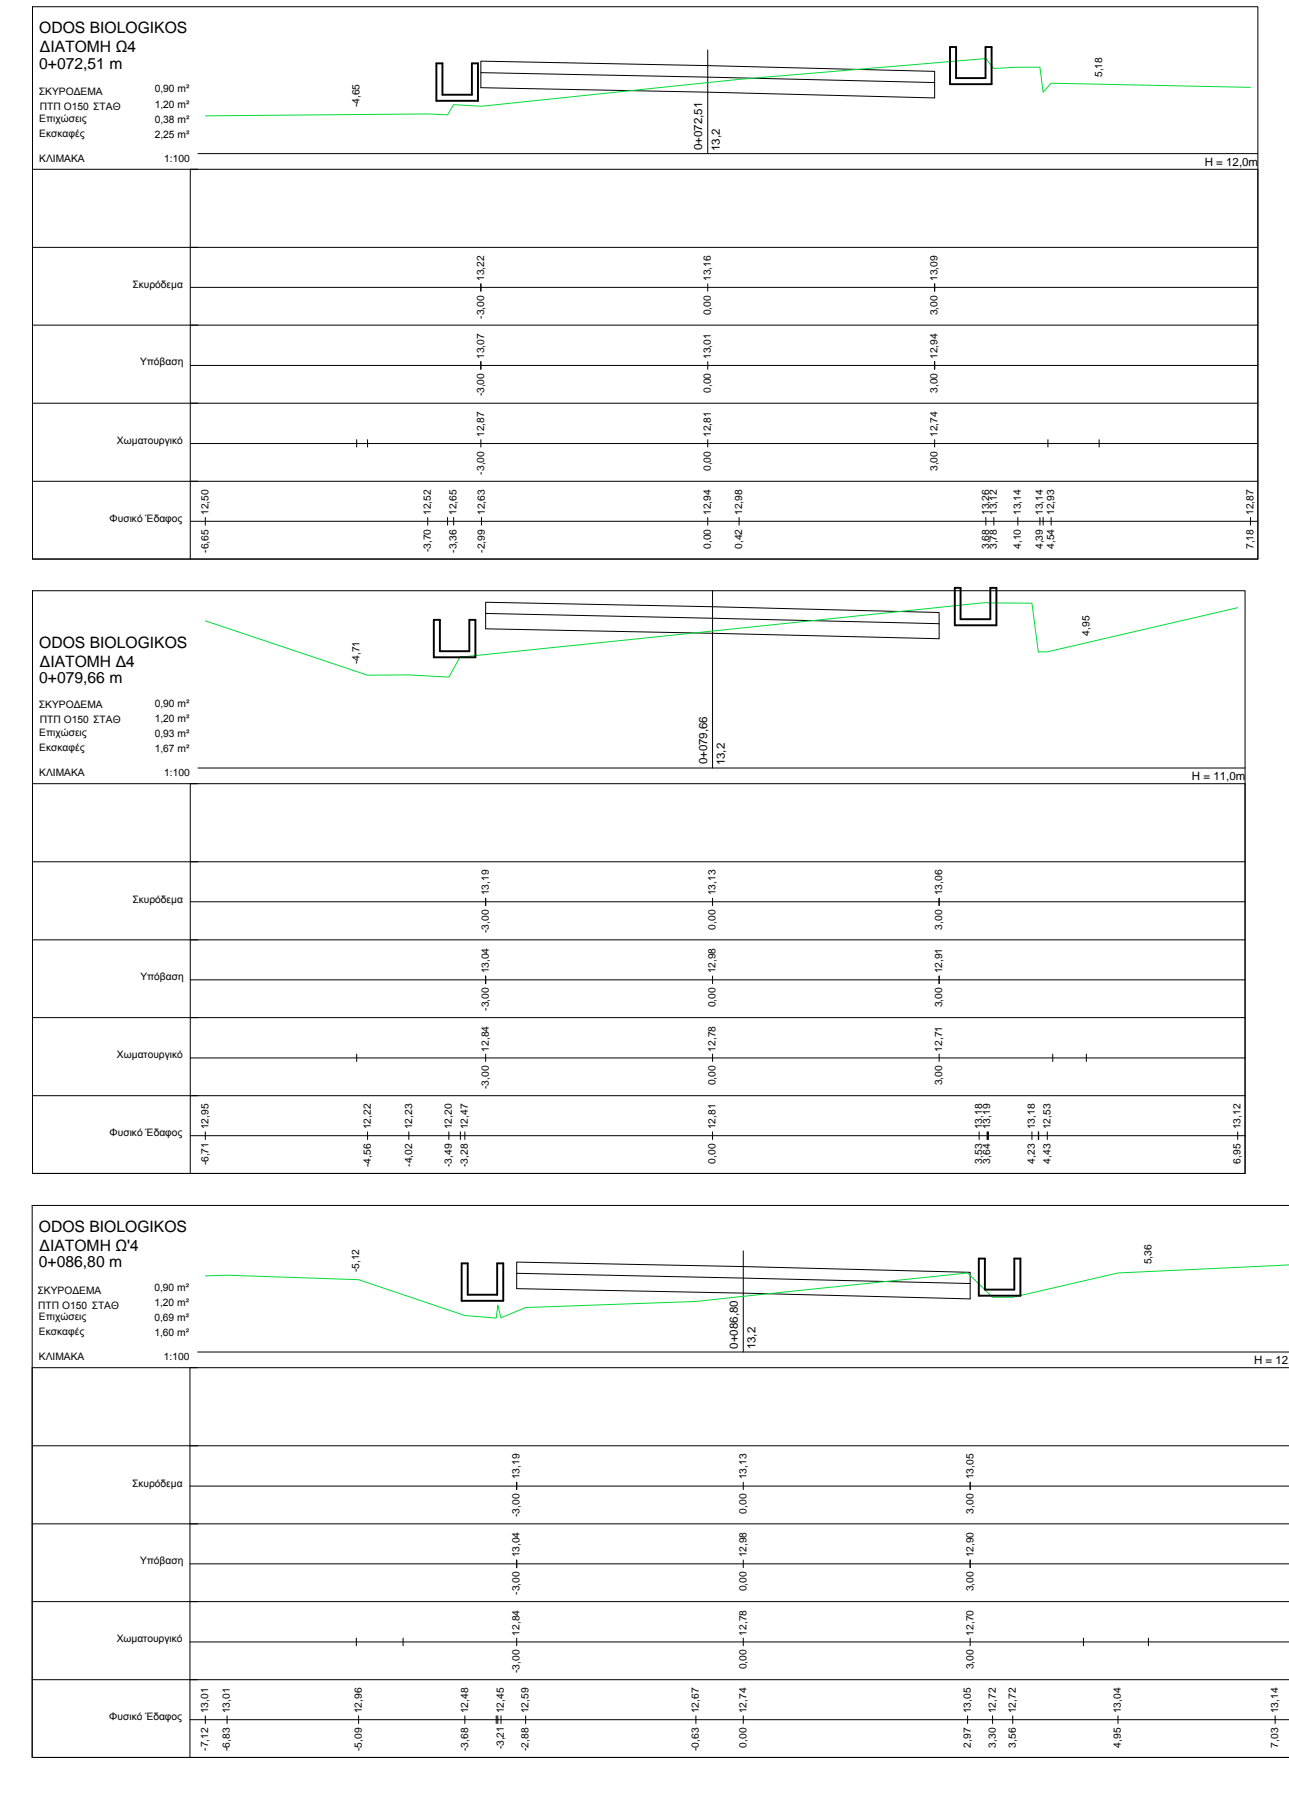 ODOS BIOLOGIKOS
ΔΙΑΤΟΜΗ Ω4
0+072,51 m
ΣΚΥΡΟΔΕΜΑ 0,90 m²
ΠΤΠ Ο150 ΣΤΑΘ 1,20 m²
Επιχώσεις 0,38 m²
Εκσκαφές 2,25 m²
ΚΛΙΜΑΚΑ 1:100
-4,65
5,18
0+072,51
13,2
H = 12,0m
Σκυρόδεμα
13,22 13,16 13,09
-3,00 0,00 3,00
Υπόβαση
13,07 13,01 12,94
-3,00 0,00 3,00
Χωματουργικό
12,87 12,81 12,74
-3,00 0,00 3,00
Φυσικό Έδαφος
12,50 12,52 12,65 12,63 12,94 12,98 13,26 13,12 13,14 13,14 12,93 12,87
-6,65 -3,70 -3,36 -2,99 0,00 0,42 3,68 3,78 4,10 4,39 4,54 7,18
ODOS BIOLOGIKOS
ΔΙΑΤΟΜΗ Δ4
0+079,66 m
ΣΚΥΡΟΔΕΜΑ 0,90 m²
ΠΤΠ Ο150 ΣΤΑΘ 1,20 m²
Επιχώσεις 0,93 m²
Εκσκαφές 1,67 m²
ΚΛΙΜΑΚΑ 1:100
-4,71
4,95
0+079,66
13,2
H = 11,0m
Σκυρόδεμα
13,19 13,13 13,06
-3,00 0,00 3,00
Υπόβαση
13,04 12,98 12,91
-3,00 0,00 3,00
Χωματουργικό
12,84 12,78 12,71
-3,00 0,00 3,00
Φυσικό Έδαφος
12,95 12,22 12,23 12,20 12,47 12,81 13,18 13,19 13,18 12,53 13,12
-6,71 -4,56 -4,02 -3,49 -3,28 0,00 3,53 3,64 4,23 4,43 6,95
ODOS BIOLOGIKOS
ΔΙΑΤΟΜΗ Ω'4
0+086,80 m
ΣΚΥΡΟΔΕΜΑ 0,90 m²
ΠΤΠ Ο150 ΣΤΑΘ 1,20 m²
Επιχώσεις 0,69 m²
Εκσκαφές 1,60 m²
ΚΛΙΜΑΚΑ 1:100
-5,12
5,36
0+086,80
13,2
H = 12
Σκυρόδεμα
13,19 13,13 13,05
-3,00 0,00 3,00
Υπόβαση
13,04 12,98 12,90
-3,00 0,00 3,00
Χωματουργικό
12,84 12,78 12,70
-3,00 0,00 3,00
Φυσικό Έδαφος
13,01 13,01 12,96 12,48 12,45 12,59 12,67 12,74 13,05 12,72 12,72 13,04 13,14
-7,12 -6,83 -5,09 -3,68 -3,21 -2,88 -0,63 0,00 2,97 3,30 3,56 4,95 7,03